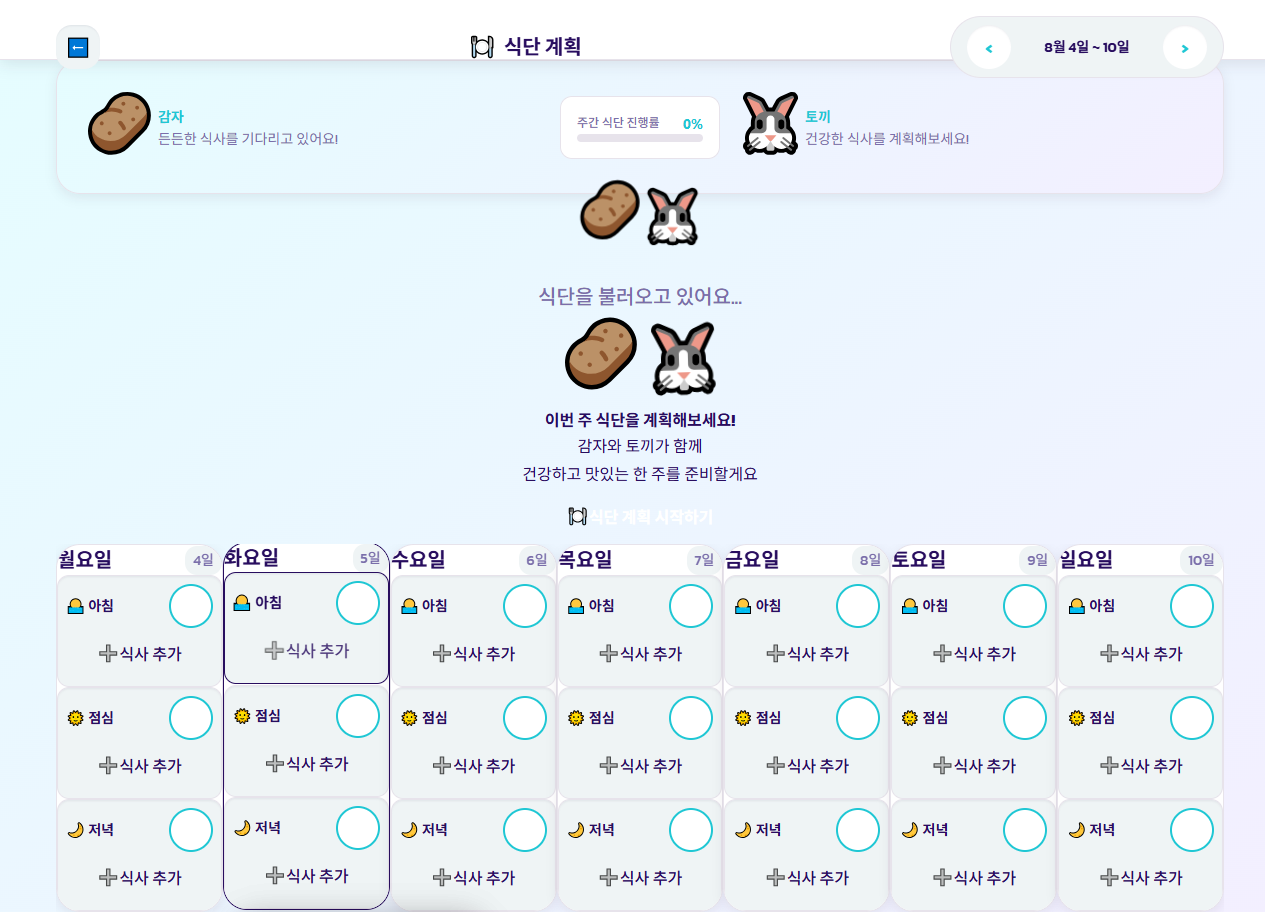 식단 계획
8월 4일 ~ 10일
감자
든든한 식사를 기다리고 있어요!
주간 식단 진행률 0%
토끼
건강한 식사를 계획해보세요!
식단을 불러오고 있어요...
이번 주 식단을 계획해보세요!
감자와 토끼가 함께
건강하고 맛있는 한 주를 준비할게요
식단 계획 시작하기
월요일 4일 화요일 5일 수요일 6일 목요일 7일 금요일 8일 토요일 9일 일요일 10일
아침 아침 아침 아침 아침 아침 아침
식사 추가 식사 추가 식사 추가 식사 추가 식사 추가 식사 추가 식사 추가
점심 점심 점심 점심 점심 점심 점심
식사 추가 식사 추가 식사 추가 식사 추가 식사 추가 식사 추가 식사 추가
저녁 저녁 저녁 저녁 저녁 저녁 저녁
식사 추가 식사 추가 식사 추가 식사 추가 식사 추가 식사 추가 식사 추가